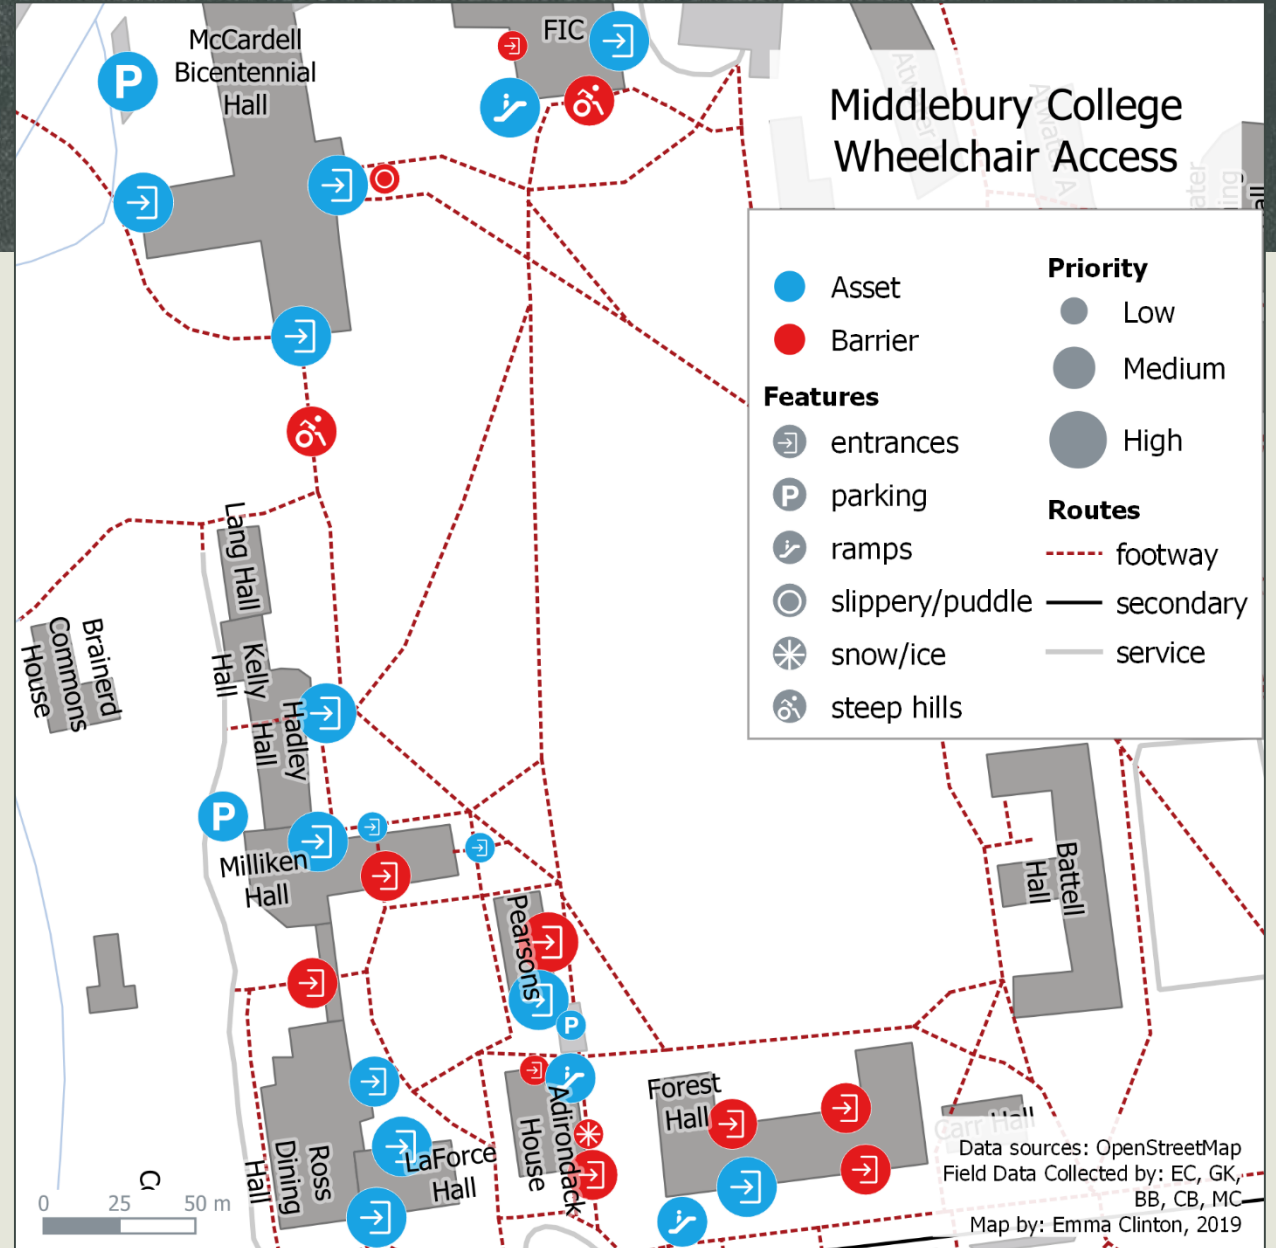 McCardell
Bicentennial
Hall
P
FIC
Middlebury College
Wheelchair Access
Atwater
Atwater A
Asset
Barrier
Features
entrances
P parking
ramps
slippery/puddle
snow/ice
steep hills
Priority
Low
Medium
High
Routes
footway
secondary
service
Lang Hall
Kelly
Hall
Hadley
Hall
Brainerd
Commons
House
P
Milliken
Hall
Pearsons
P
Battell
Hall
Adirondack
House
Forest
Hall
Carr Hall
Ross
Dining
Hall
LaForce
Hall
0 25 50 m
Data sources: OpenStreetMap
Field Data Collected by: EC, GK,
BB, CB, MC
Map by: Emma Clinton, 2019